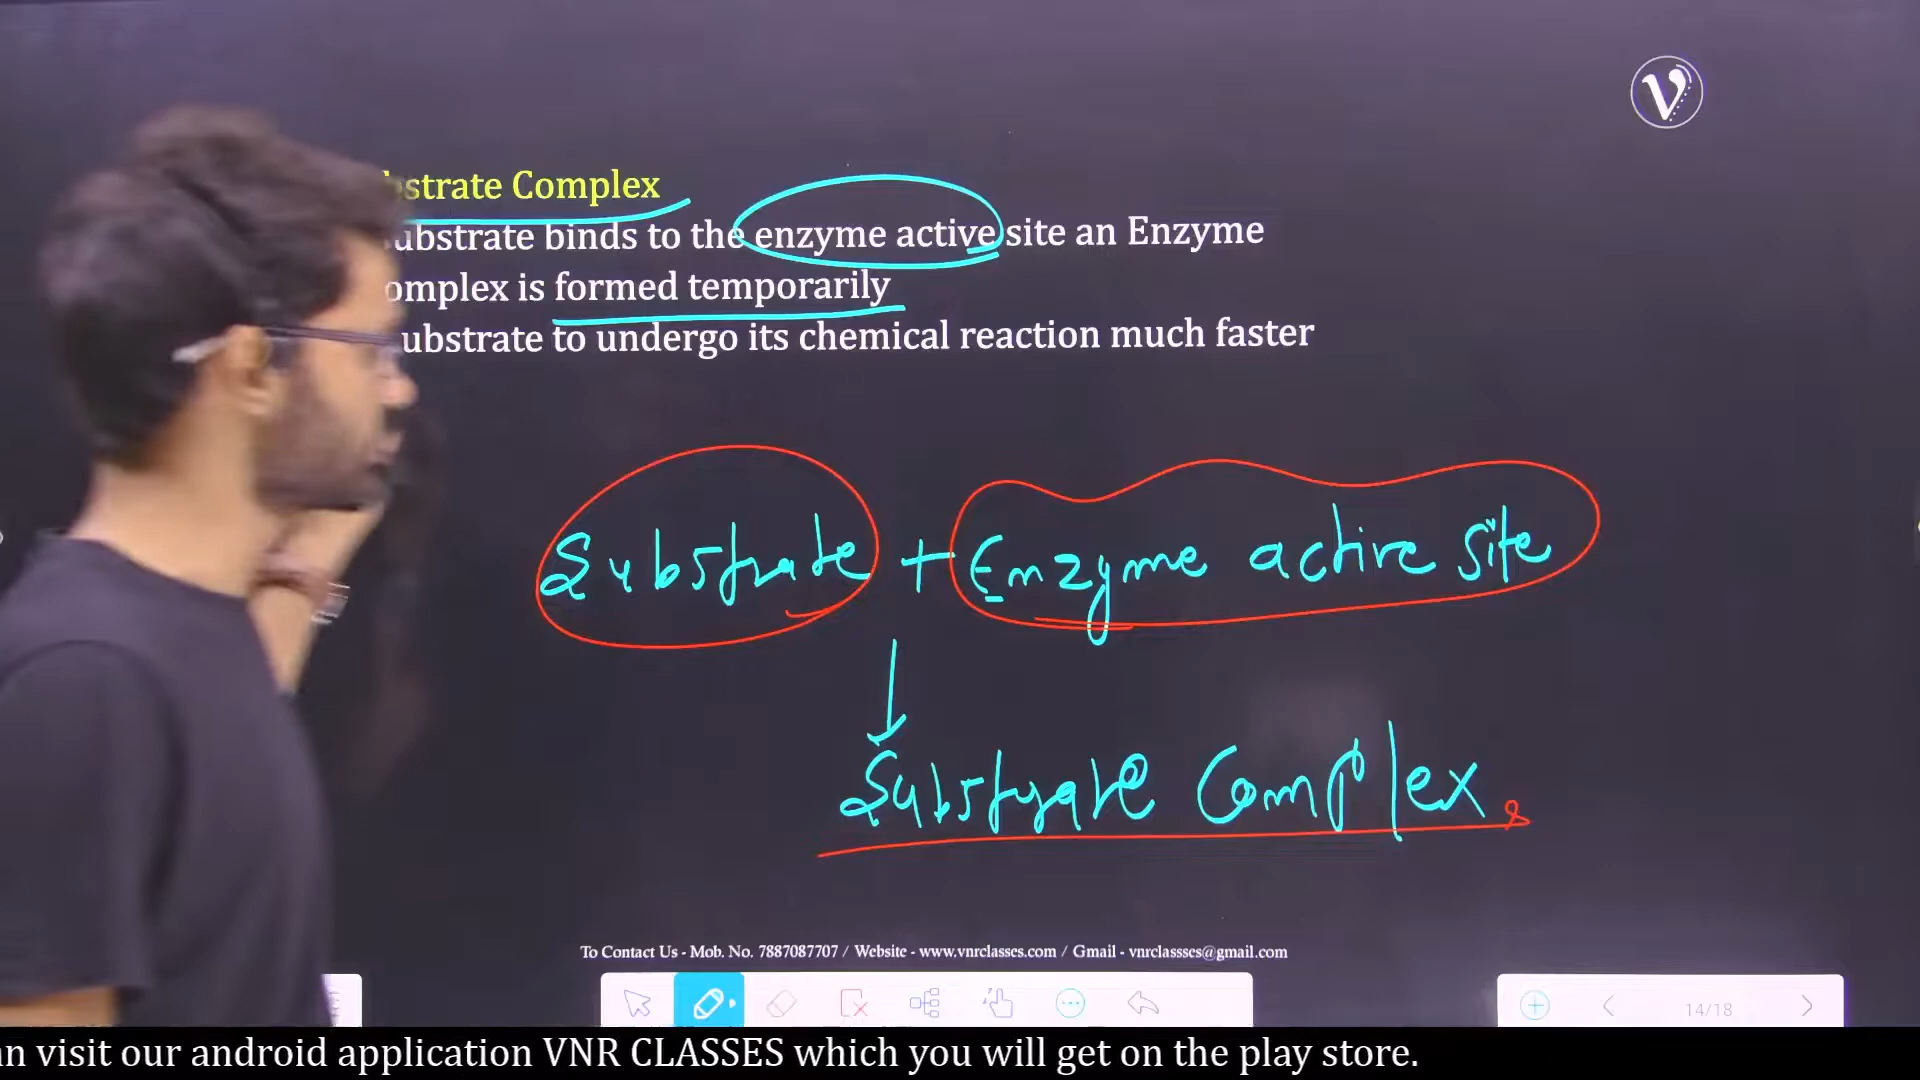 V
bstrate Complex
ubstrate binds to the enzyme active site an Enzyme
omplex is formed temporarily
ubstrate to undergo its chemical reaction much faster
Substrate + Enzyme active site
Substrate Complex
To Contact Us - Mob. No. 7887087707 / Website - www.vnrclasses.com / Gmail - vnrclassses@gmail.com
14/18
n visit our android application VNR CLASSES which you will get on the play store.